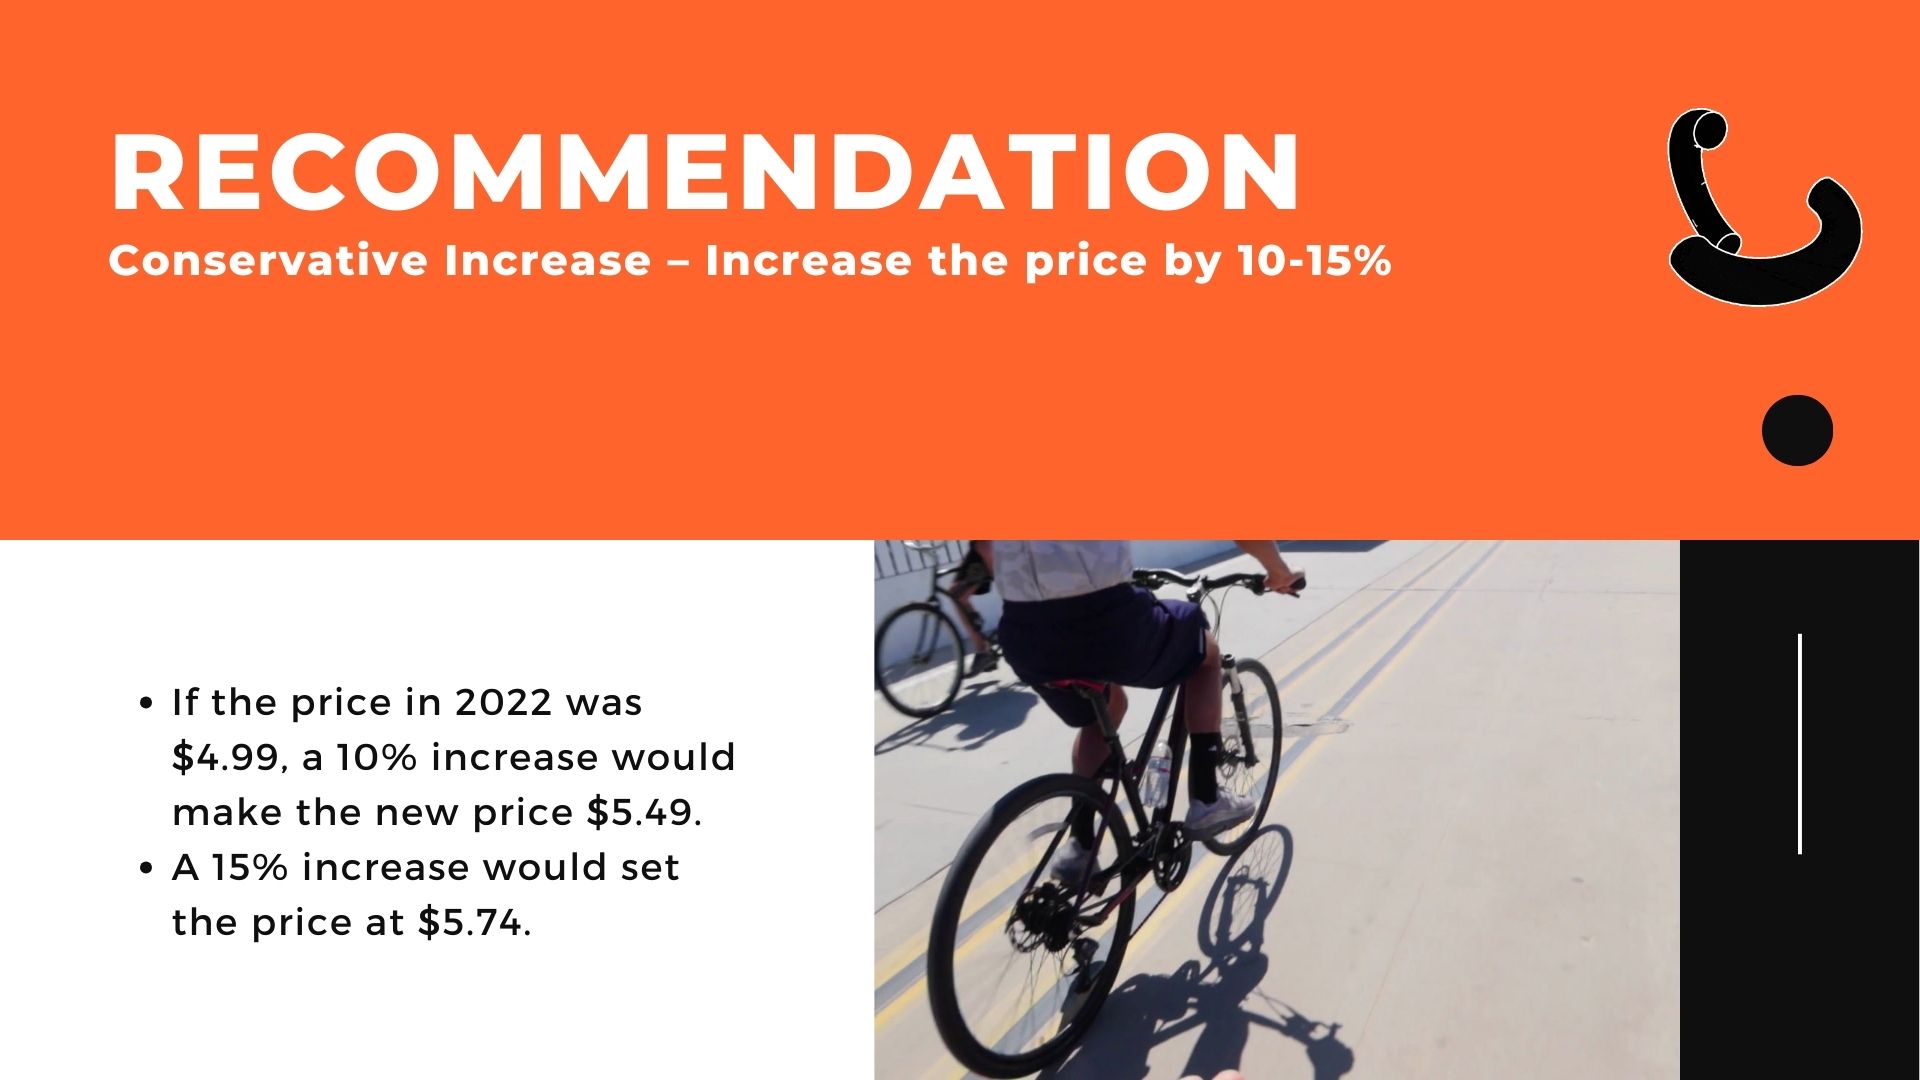 RECOMMENDATION
Conservative Increase – Increase the price by 10-15%
• If the price in 2022 was
$4.99, a 10% increase would
make the new price $5.49.
• A 15% increase would set
the price at $5.74.